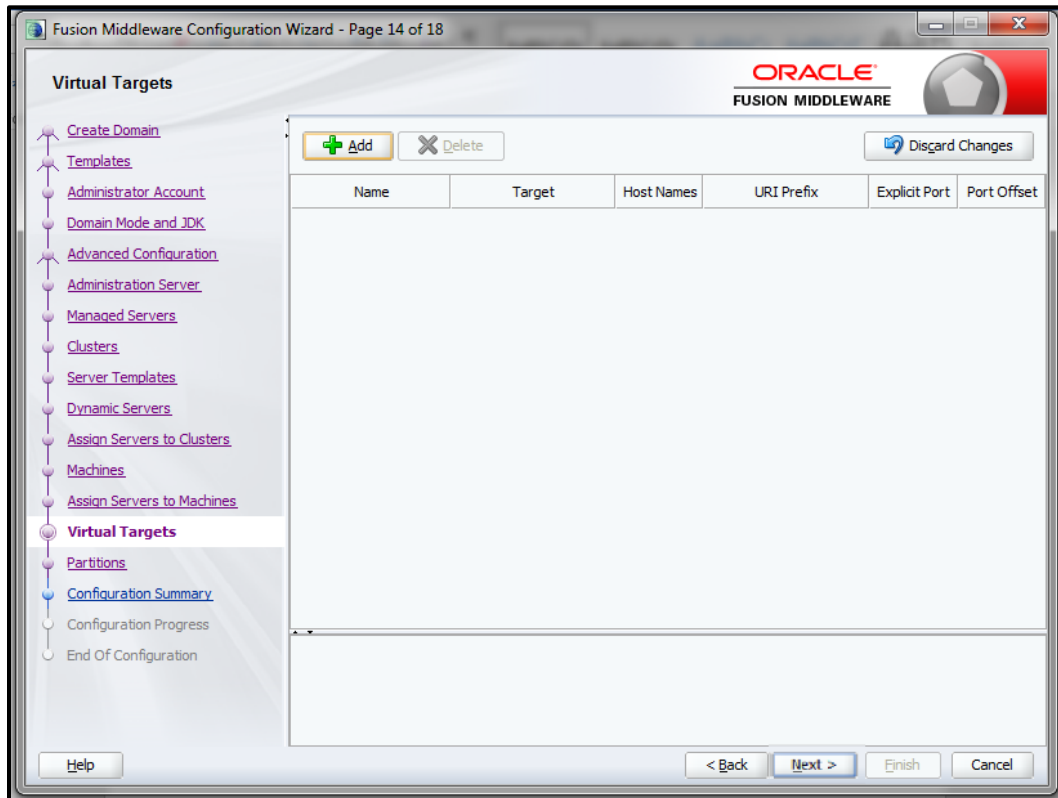 Fusion Middleware Configuration Wizard - Page 14 of 18
Virtual Targets
ORACLE
FUSION MIDDLEWARE
Create Domain
Templates
Administrator Account
Domain Mode and JDK
Advanced Configuration
Administration Server
Managed Servers
Clusters
Server Templates
Dynamic Servers
Assign Servers to Clusters
Machines
Assign Servers to Machines
Virtual Targets
Partitions
Configuration Summary
Configuration Progress
End Of Configuration
Add Delete Discard Changes
Name Target Host Names URI Prefix Explicit Port Port Offset
Help < Back Next > Finish Cancel